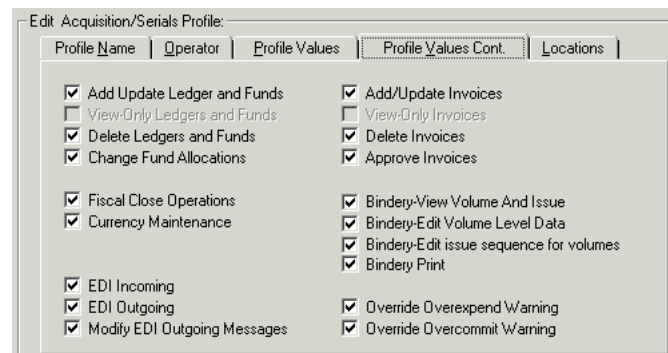 Edit Acquisition/Serials Profile:
Profile Name
Operator
Profile Values
Profile Values Cont.
Locations
Add Update Ledger and Funds
View-Only Ledgers and Funds
Delete Ledgers and Funds
Change Fund Allocations
Fiscal Close Operations
Currency Maintenance
EDI Incoming
EDI Outgoing
Modify EDI Outgoing Messages
Add/Update Invoices
View-Only Invoices
Delete Invoices
Approve Invoices
Bindery-View Volume And Issue
Bindery-Edit Volume Level Data
Bindery-Edit issue sequence for volumes
Bindery Print
Override Overexpend Warning
Override Overcommit Warning